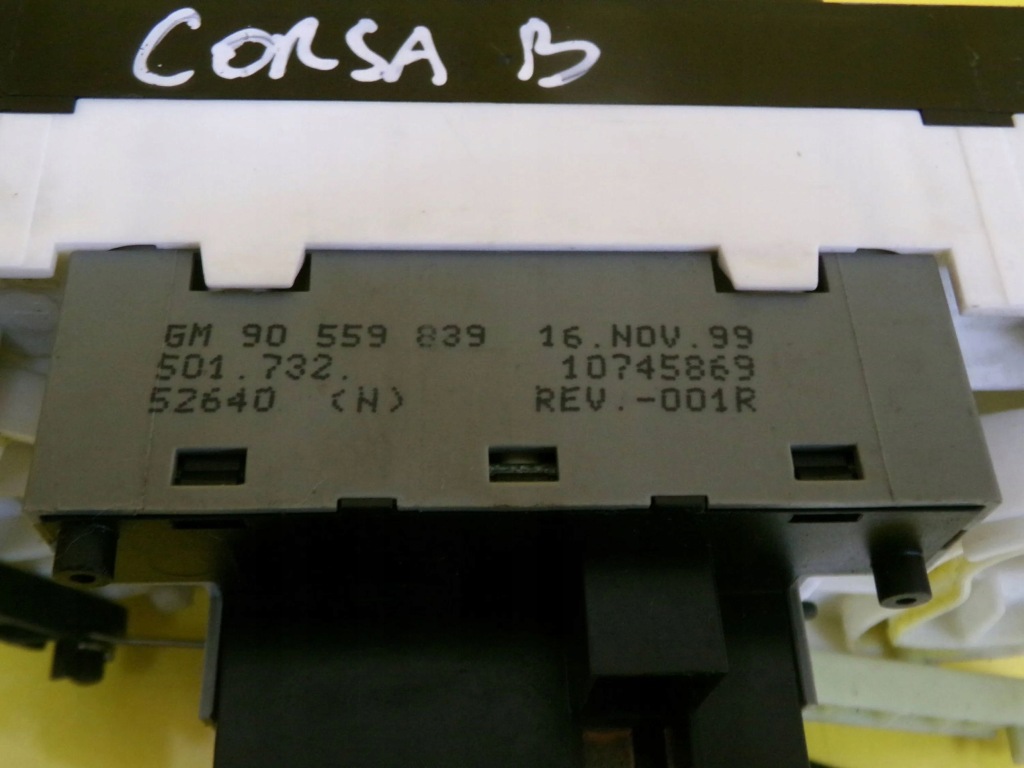 CORSA B
GM 90 559 839 16.NOV.99
501.732. 10745869
52640 (N) REV.-001R